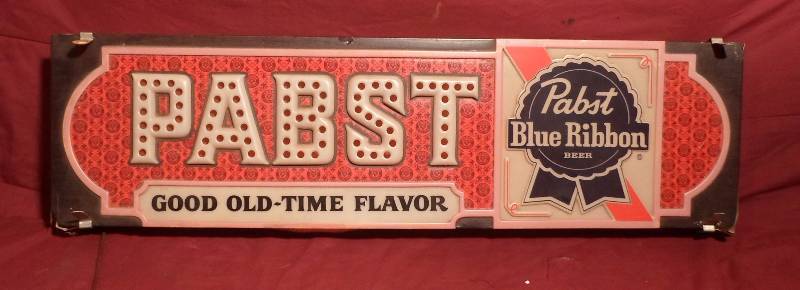 PABST
GOOD OLD-TIME FLAVOR
Pabst
Blue Ribbon
BEER
®